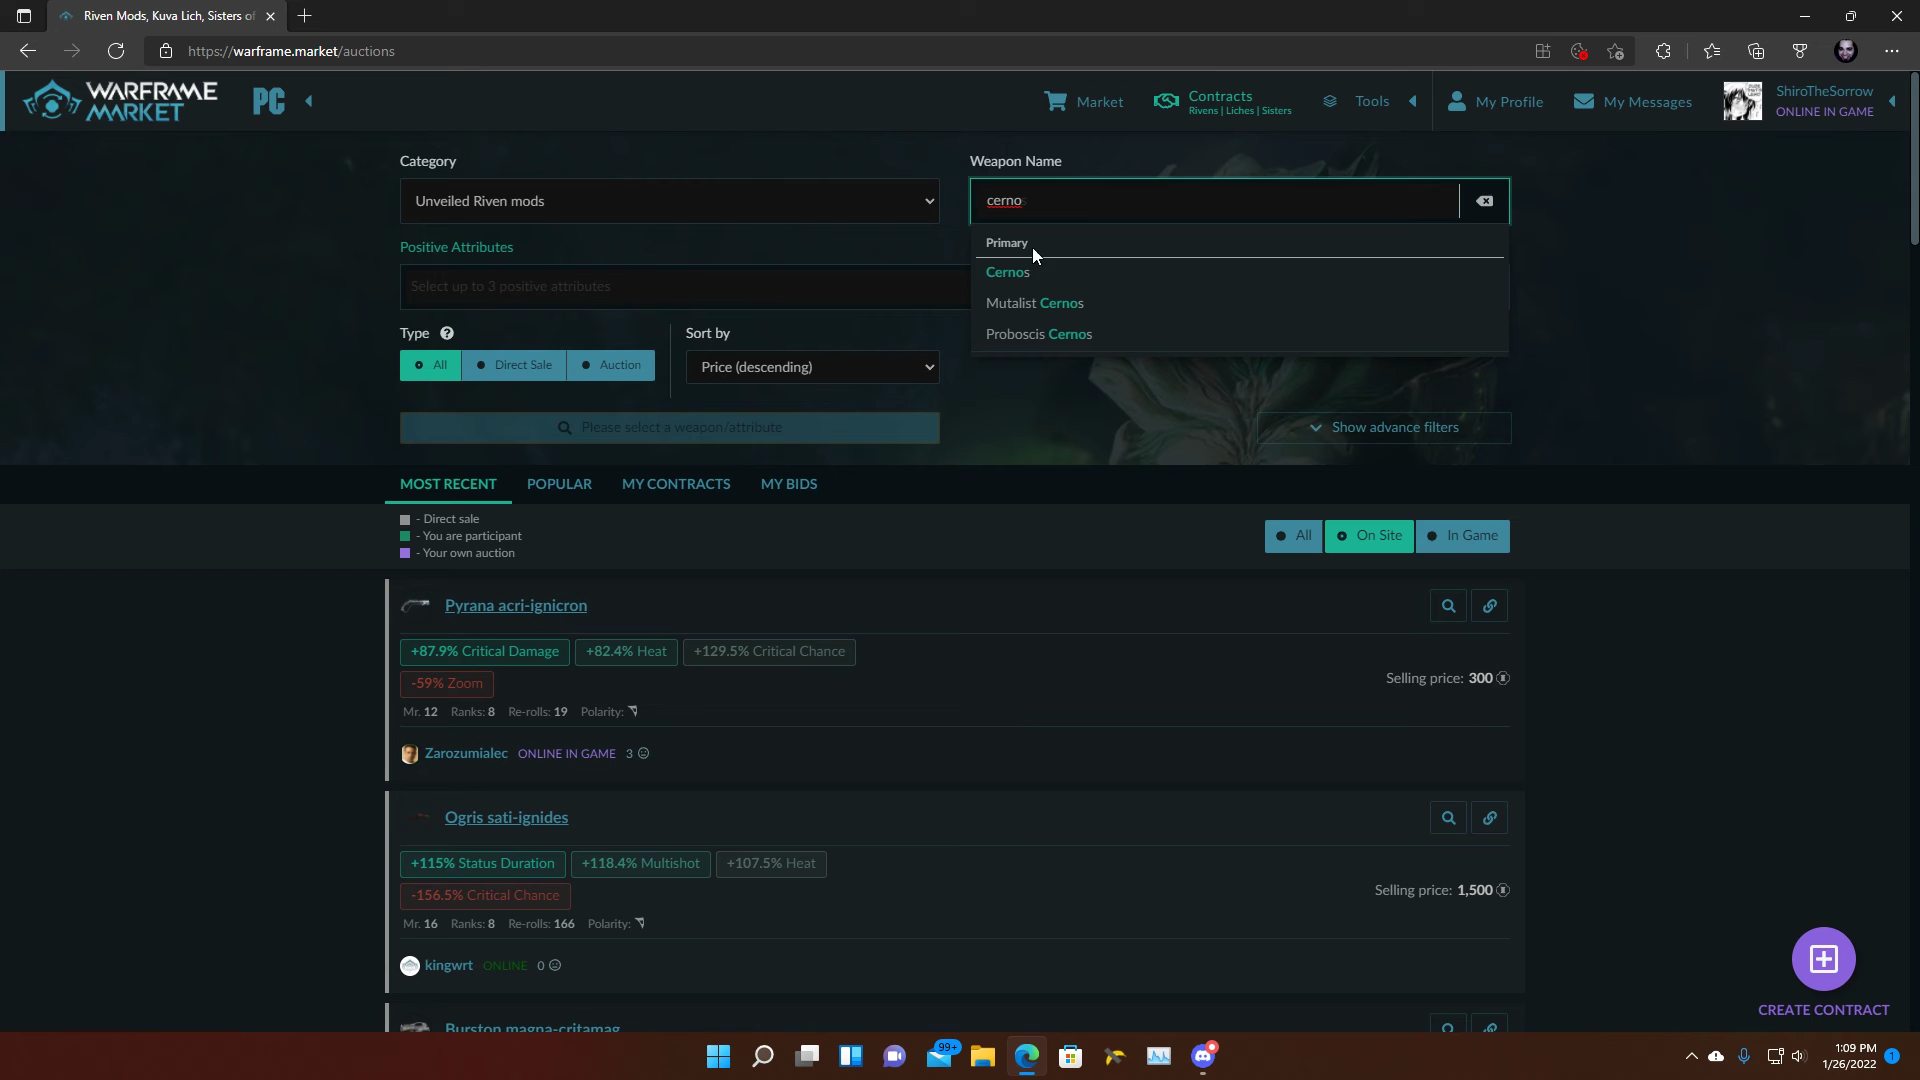 Riven Mods, Kuva Lich, Sisters of
https://warframe.market/auctions
WARFRAME
MARKET
PC
Market
Contracts
Rivens | Liches | Sisters
Tools
My Profile
My Messages
ShiroTheSorrow
ONLINE IN GAME
Category
Weapon Name
Unveiled Riven mods
cernos
Positive Attributes
Primary
Select up to 3 positive attributes
Cernos
Mutalist Cernos
Proboscis Cernos
Type
Sort by
All
Direct Sale
Auction
Price (descending)
Please select a weapon/attribute
Show advance filters
MOST RECENT
POPULAR
MY CONTRACTS
MY BIDS
- Direct sale
- You are participant
- Your own auction
All
On Site
In Game
Pyrana acri-ignicron
+87.9% Critical Damage
+82.4% Heat
+129.5% Critical Chance
-59% Zoom
Selling price: 300
Mr. 12 Ranks: 8 Re-rolls: 19 Polarity:
Zarozumialec ONLINE IN GAME 3
Ogris sati-ignides
+115% Status Duration
+118.4% Multishot
+107.5% Heat
-156.5% Critical Chance
Selling price: 1,500
Mr. 16 Ranks: 8 Re-rolls: 166 Polarity:
kingwrt ONLINE 0
CREATE CONTRACT
Burston magna-critamag
99+
1:09 PM
1/26/2022
1